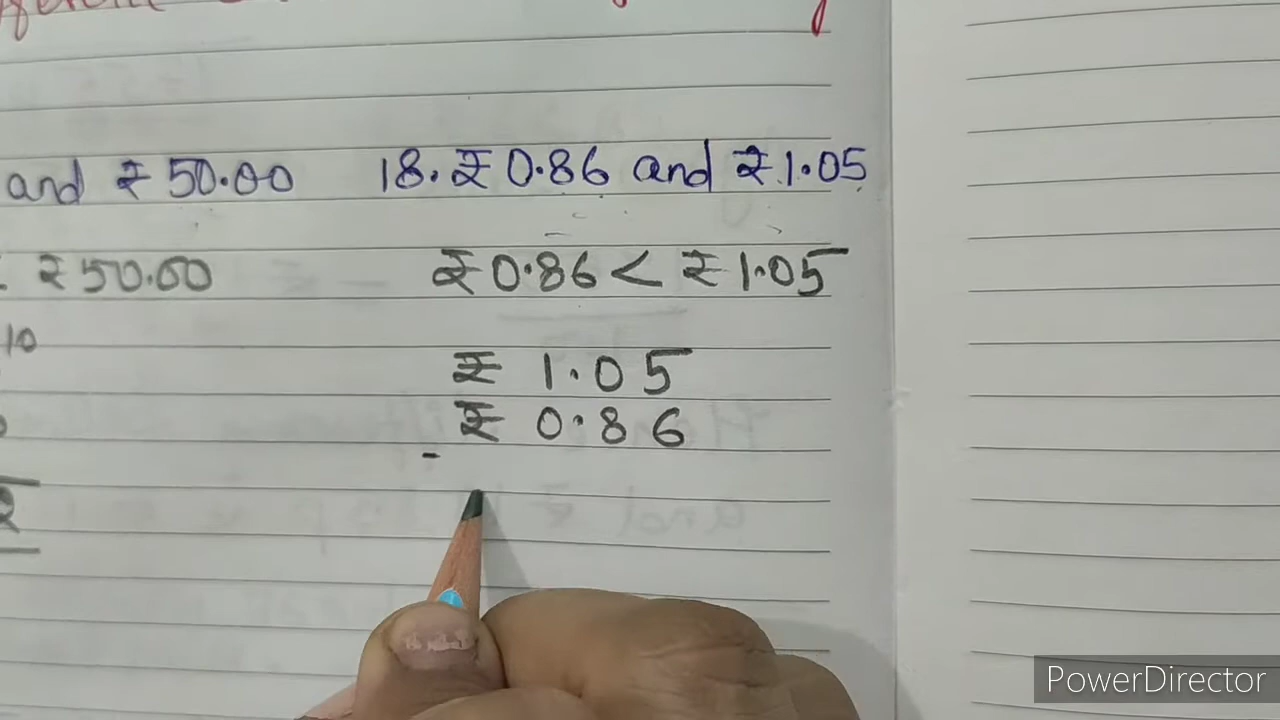 and ₹ 50.00 18. ₹ 0.86 and ₹ 1.05
₹ 50.00 ₹ 0.86 < ₹ 1.05
10
₹ 1.05
₹ 0.86
-
PowerDirector